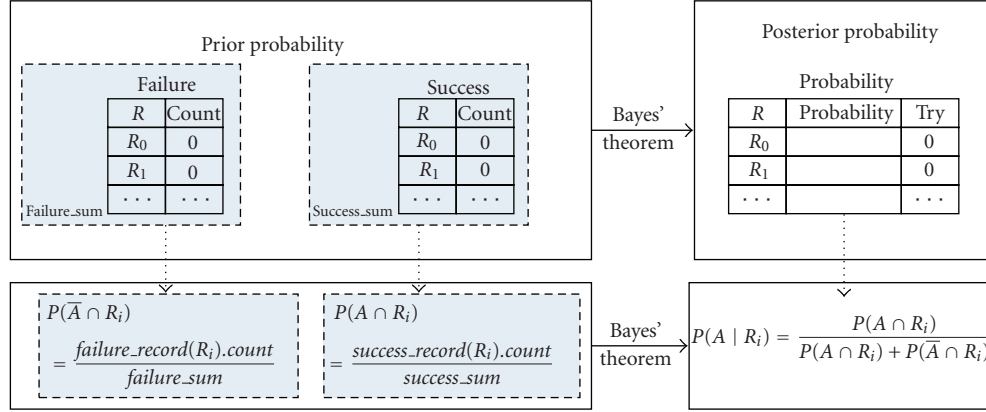 Prior probability
Failure
R Count
R₀ 0
R₁ 0
· · · · · ·
Failure_sum
Success
R Count
R₀ 0
R₁ 0
· · · · · ·
Success_sum
Bayes'
theorem
Posterior probability
Probability
R Probability Try
R₀ 0
R₁ 0
· · · · · ·
P(A̅ ∩ Rᵢ)
= failure_record(Rᵢ).count / failure_sum
P(A ∩ Rᵢ)
= success_record(Rᵢ).count / success_sum
Bayes'
theorem
P(A | Rᵢ) = P(A ∩ Rᵢ) / P(A ∩ Rᵢ) + P(A̅ ∩ Rᵢ)